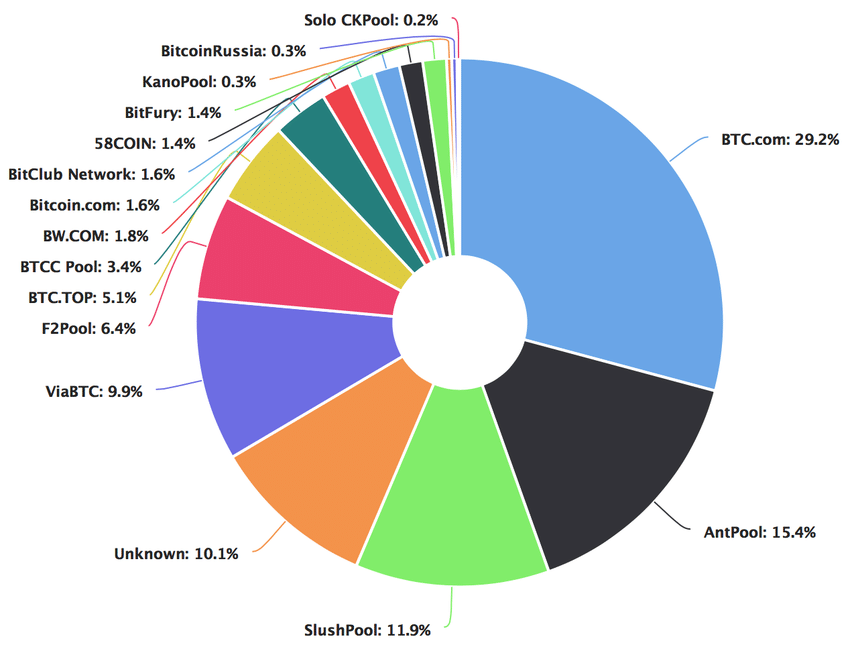 Solo CKPool: 0.2%
BitcoinRussia: 0.3%
KanoPool: 0.3%
BitFury: 1.4%
58COIN: 1.4%
BitClub Network: 1.6%
Bitcoin.com: 1.6%
BW.COM: 1.8%
BTCC Pool: 3.4%
BTC.TOP: 5.1%
F2Pool: 6.4%
ViaBTC: 9.9%
Unknown: 10.1%
SlushPool: 11.9%
AntPool: 15.4%
BTC.com: 29.2%